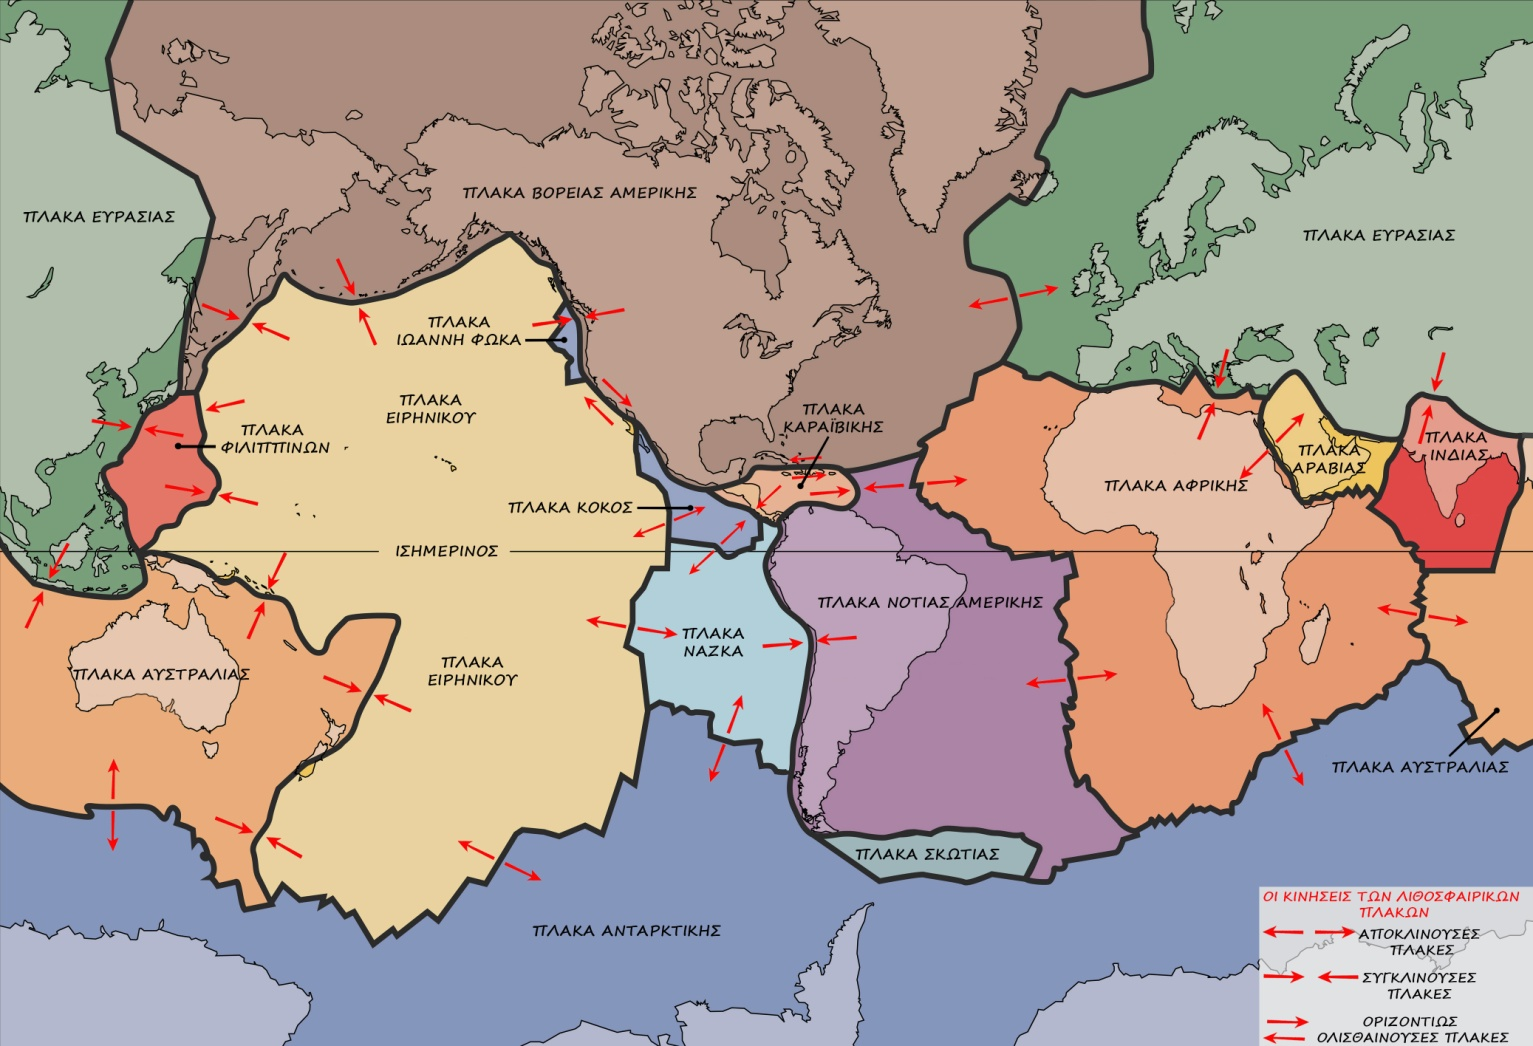 ΠΛΑΚΑ ΒΟΡΕΙΑΣ ΑΜΕΡΙΚΗΣ
ΠΛΑΚΑ ΕΥΡΑΣΙΑΣ
ΠΛΑΚΑ ΕΥΡΑΣΙΑΣ
ΠΛΑΚΑ
ΙΩΑΝΝΗ ΦΩΚΑ
ΠΛΑΚΑ
ΕΙΡΗΝΙΚΟΥ
ΠΛΑΚΑ
ΚΑΡΑΪΒΙΚΗΣ
ΠΛΑΚΑ
ΦΙΛΙΠΠΙΝΩΝ
ΠΛΑΚΑ
ΙΝΔΙΑΣ
ΠΛΑΚΑ
ΑΡΑΒΙΑΣ
ΠΛΑΚΑ ΑΦΡΙΚΗΣ
ΠΛΑΚΑ ΚΟΚΟΣ
ΙΣΗΜΕΡΙΝΟΣ
ΠΛΑΚΑ ΝΟΤΙΑΣ ΑΜΕΡΙΚΗΣ
ΠΛΑΚΑ
ΝΑΖΚΑ
ΠΛΑΚΑ ΑΥΣΤΡΑΛΙΑΣ
ΠΛΑΚΑ
ΕΙΡΗΝΙΚΟΥ
ΠΛΑΚΑ ΑΥΣΤΡΑΛΙΑΣ
ΠΛΑΚΑ ΣΚΩΤΙΑΣ
ΠΛΑΚΑ ΑΝΤΑΡΚΤΙΚΗΣ
ΟΙ ΚΙΝΗΣΕΙΣ ΤΩΝ ΛΙΘΟΣΦΑΙΡΙΚΩΝ
ΠΛΑΚΩΝ
ΑΠΟΚΛΙΝΟΥΣΕΣ
ΠΛΑΚΕΣ
ΣΥΓΚΛΙΝΟΥΣΕΣ
ΠΛΑΚΕΣ
ΟΡΙΖΟΝΤΙΩΣ
ΟΛΙΣΘΑΙΝΟΥΣΕΣ ΠΛΑΚΕΣ